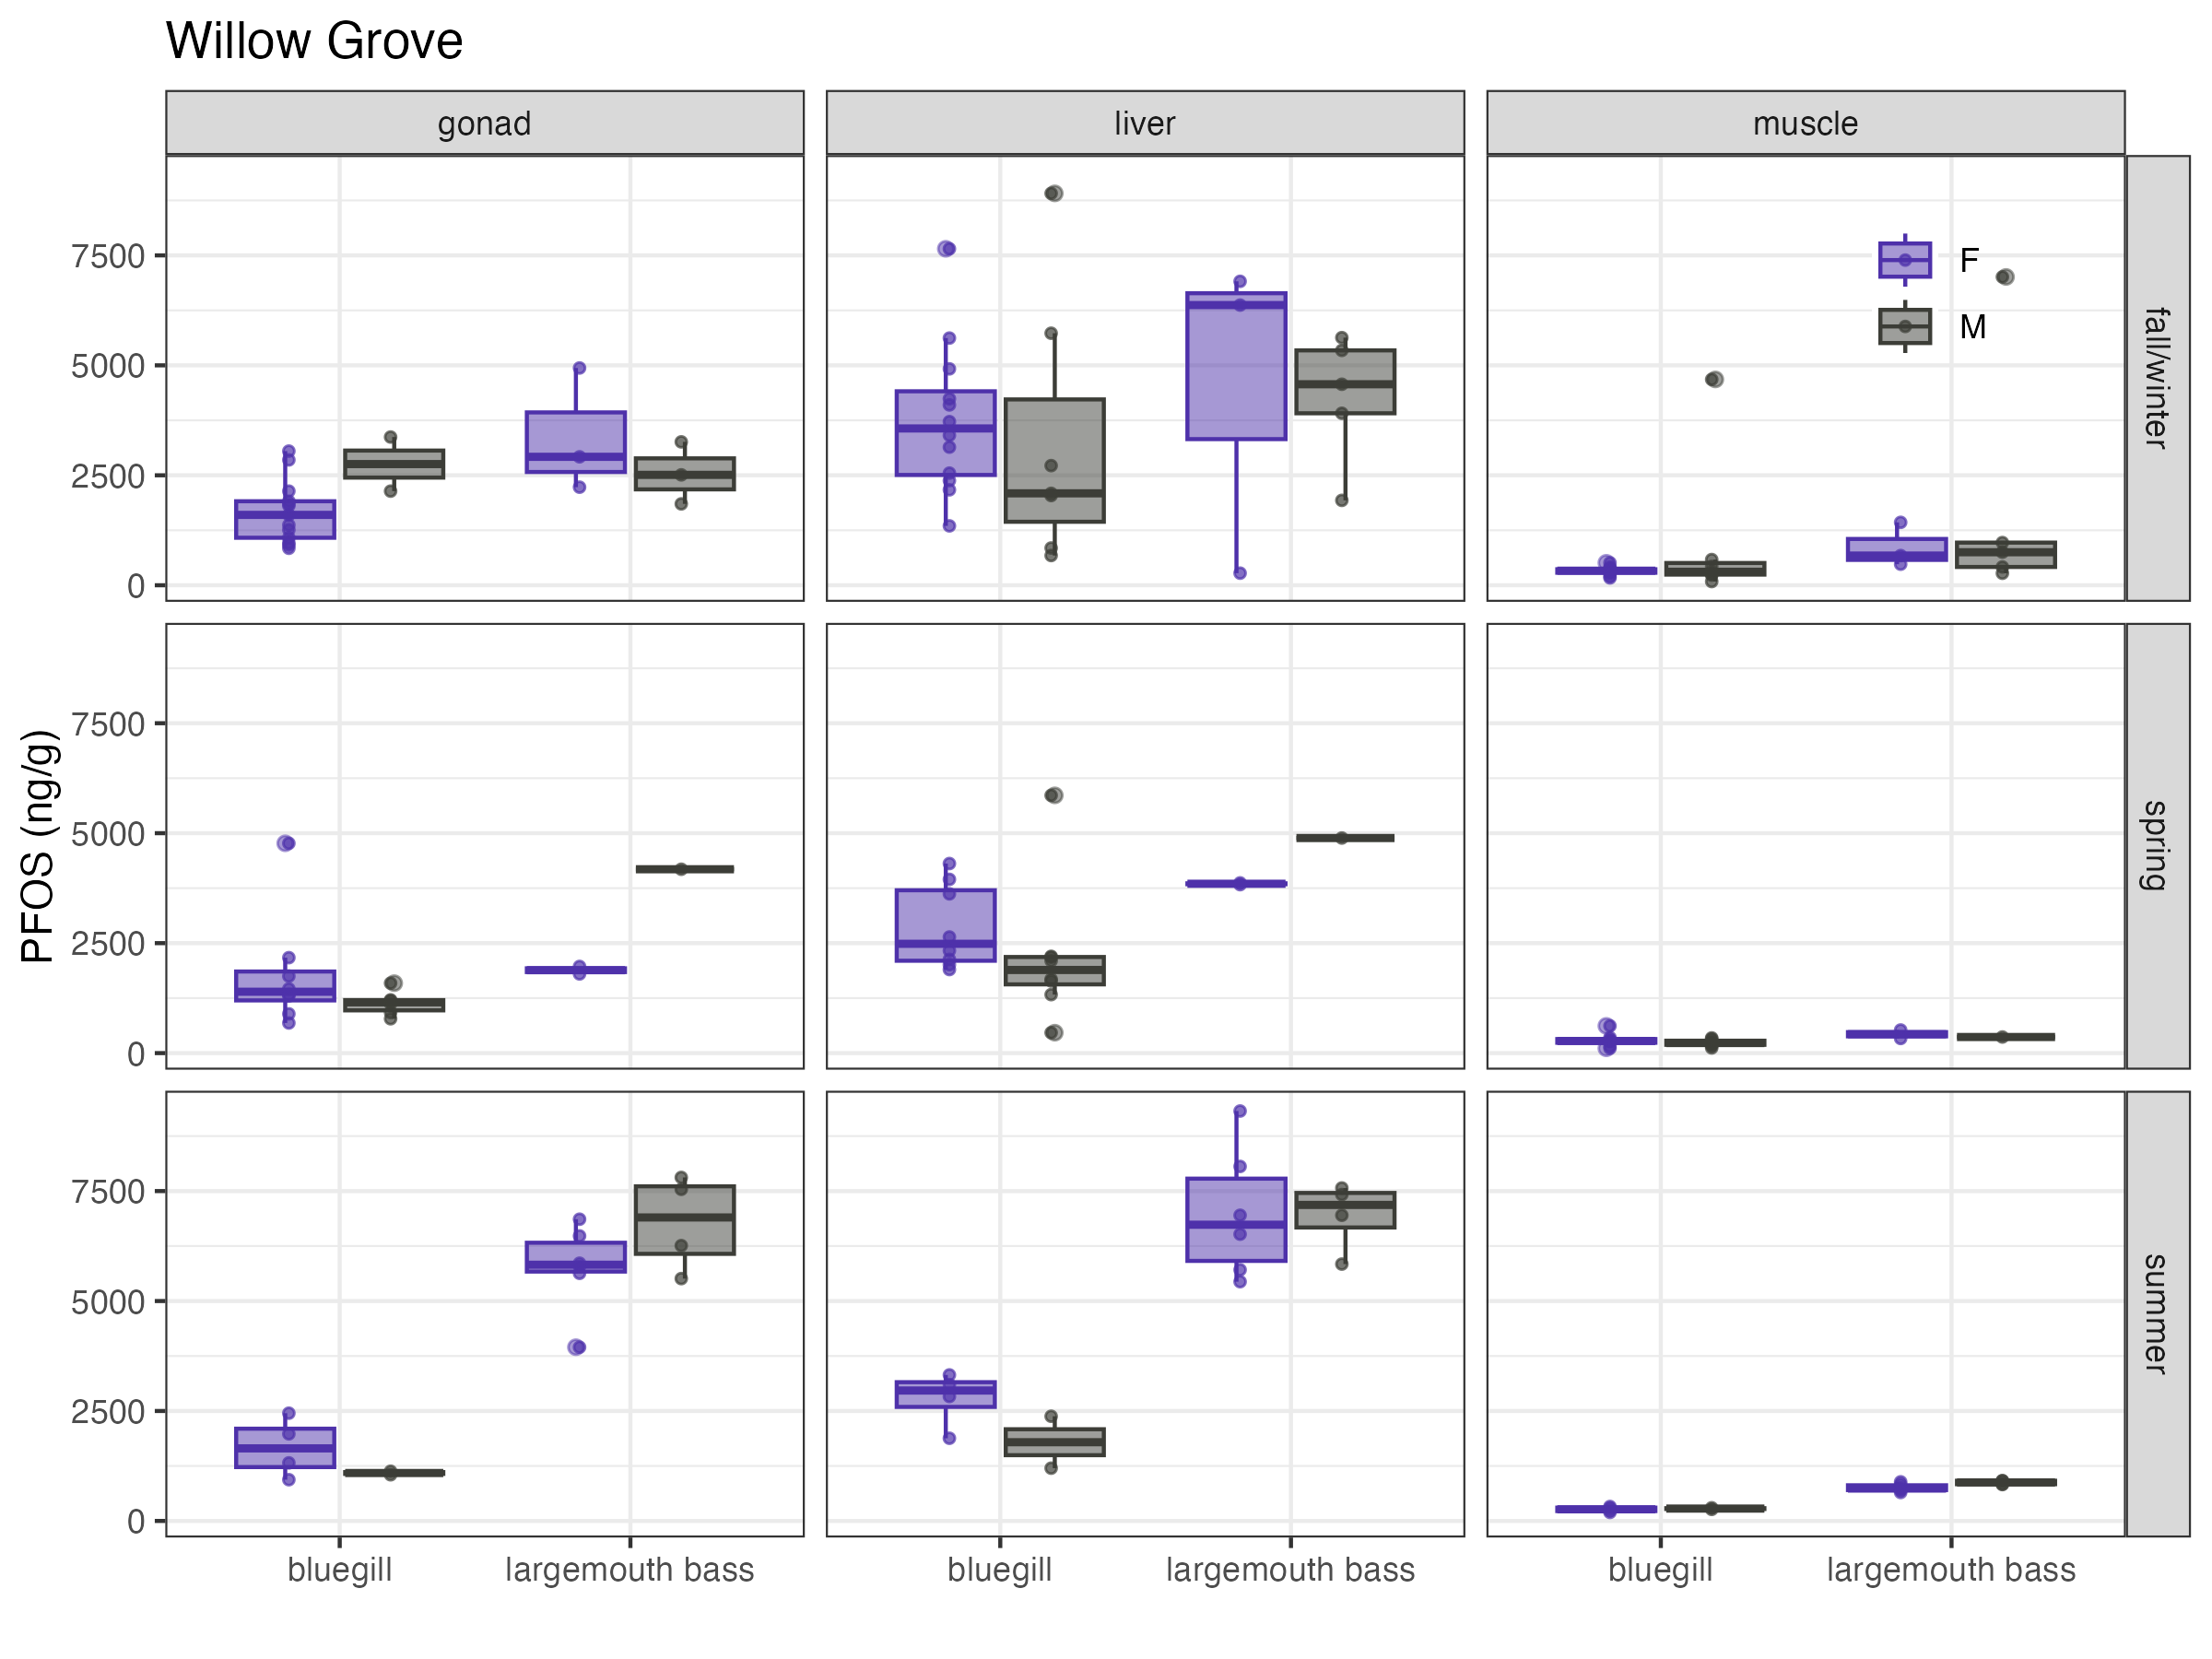 Willow Grove
gonad
liver
muscle
7500
5000
2500
0
F
M
fall/winter
PFOS (ng/g)
7500
5000
2500
0
spring
7500
5000
2500
0
summer
bluegill
largemouth bass
bluegill
largemouth bass
bluegill
largemouth bass